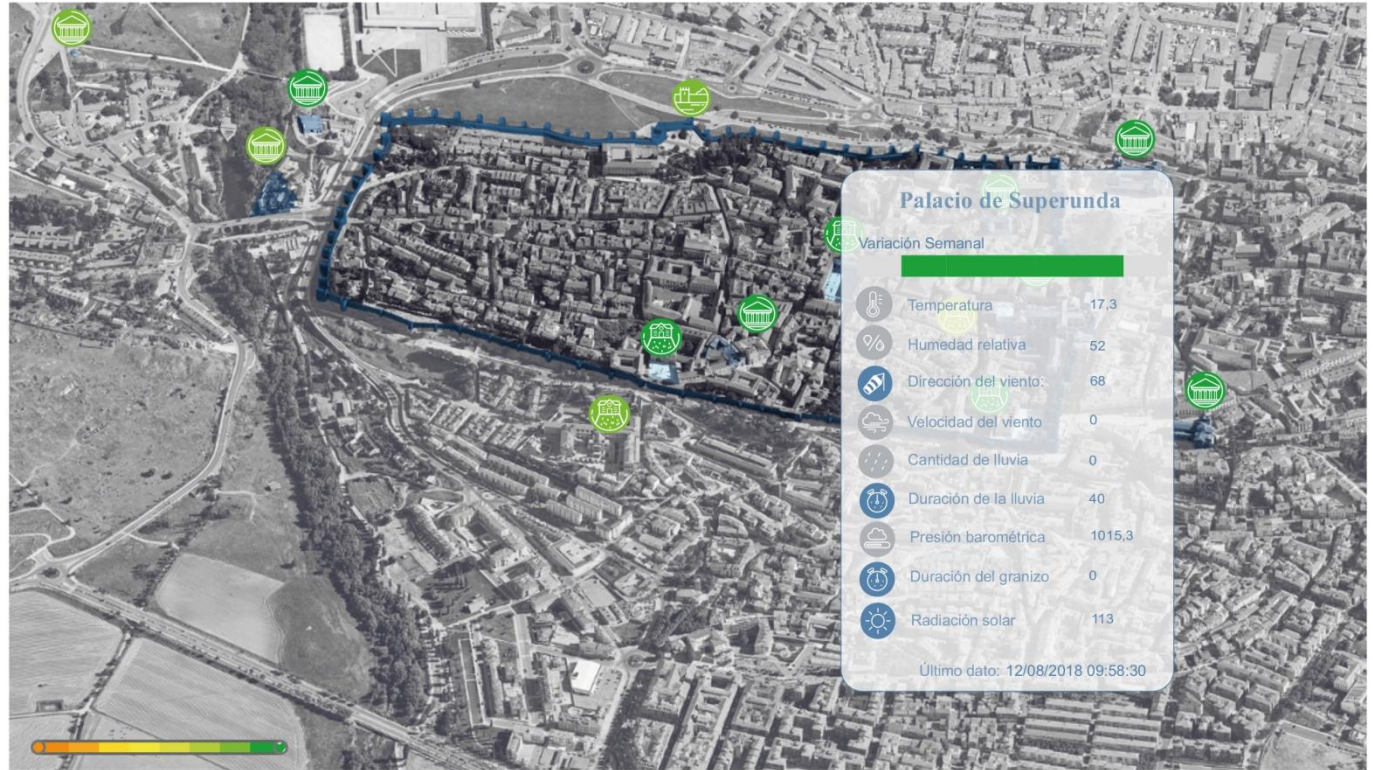 Palacio de Superunda
Variación Semanal
Temperatura 17,3
Humedad relativa 52
Dirección del viento: 68
Velocidad del viento 0
Cantidad de lluvia 0
Duración de la lluvia 40
Presión barométrica 1015,3
Duración del granizo 0
Radiación solar 113
Último dato: 12/08/2018 09:58:30